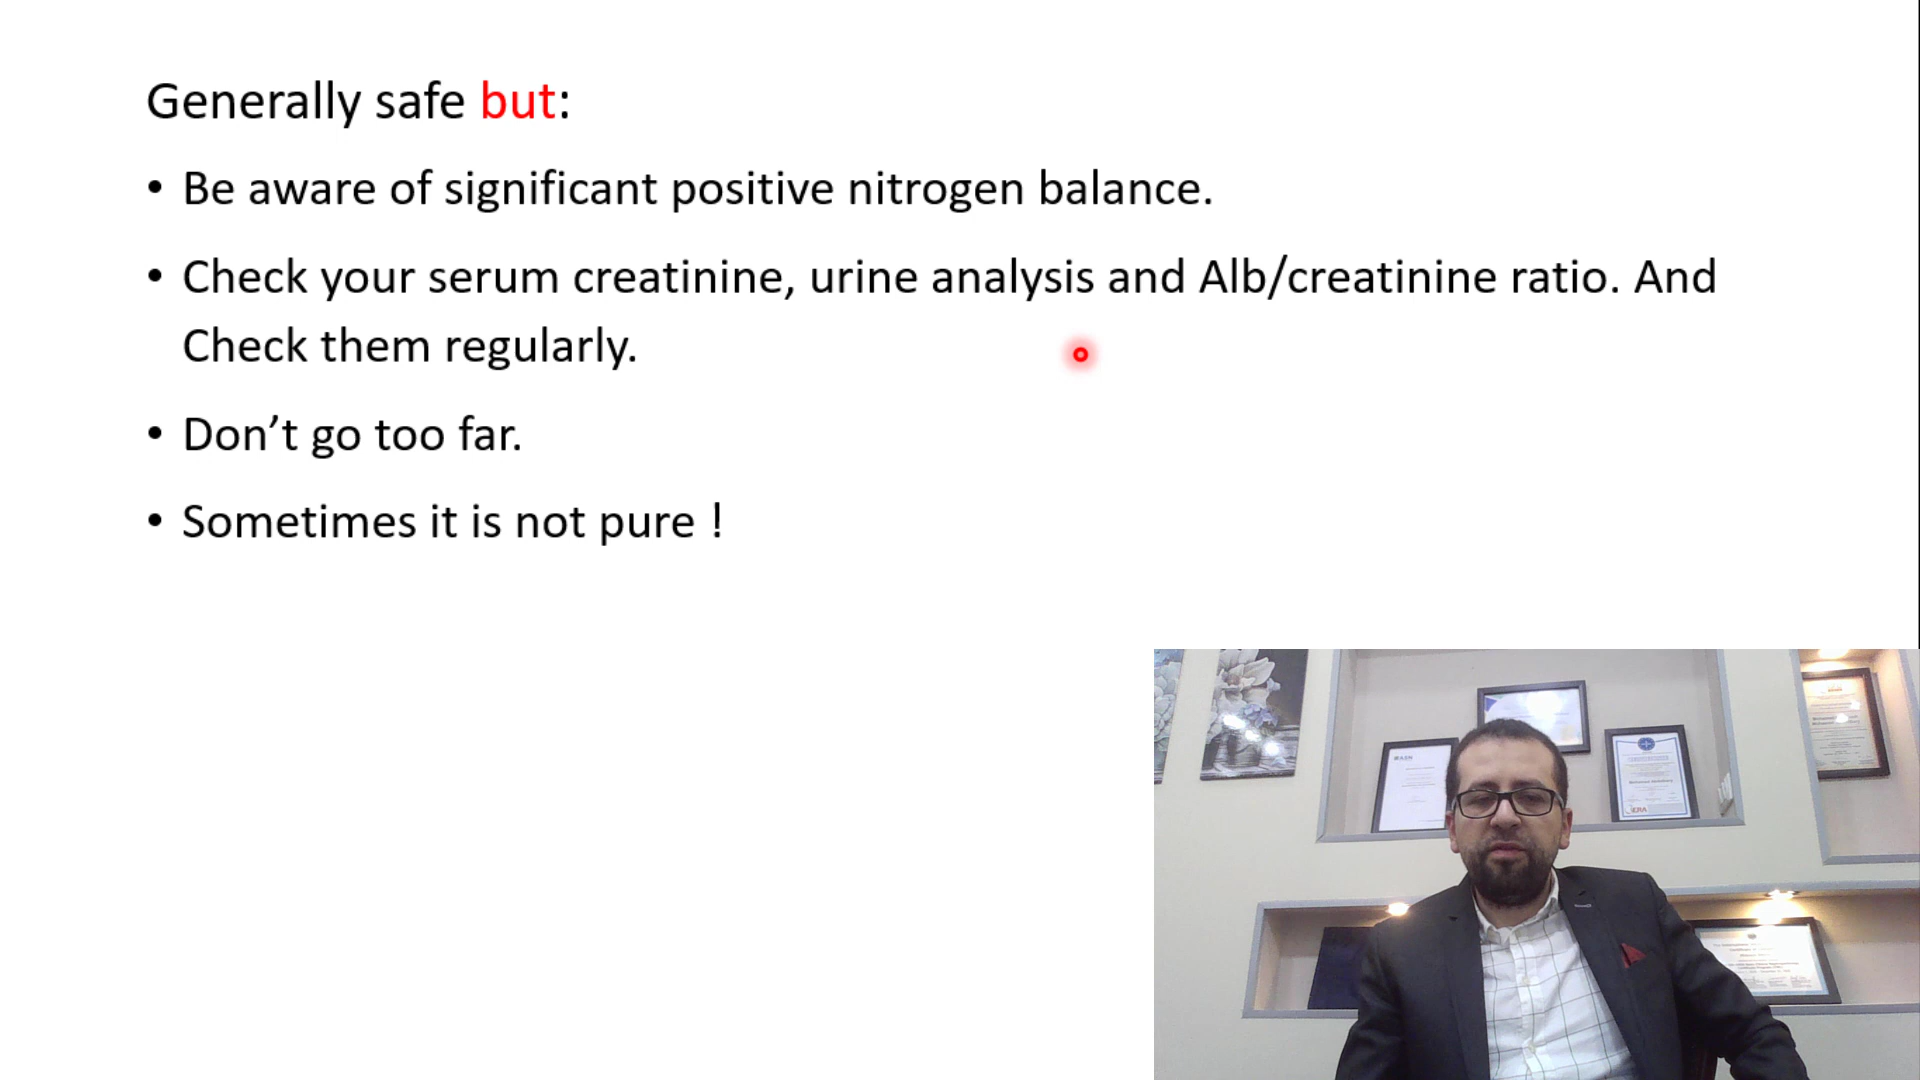 Generally safe but:
• Be aware of significant positive nitrogen balance.
• Check your serum creatinine, urine analysis and Alb/creatinine ratio. And
Check them regularly.
• Don’t go too far.
• Sometimes it is not pure !